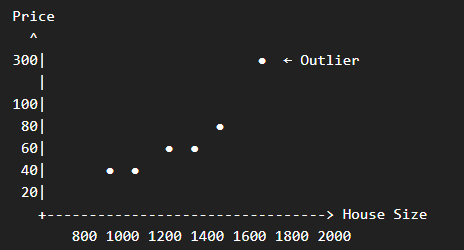 Price
^
300| ● ← Outlier
|
100|
80| ●
60| ● ●
40| ● ●
20|
+---------------------------------> House Size
800 1000 1200 1400 1600 1800 2000